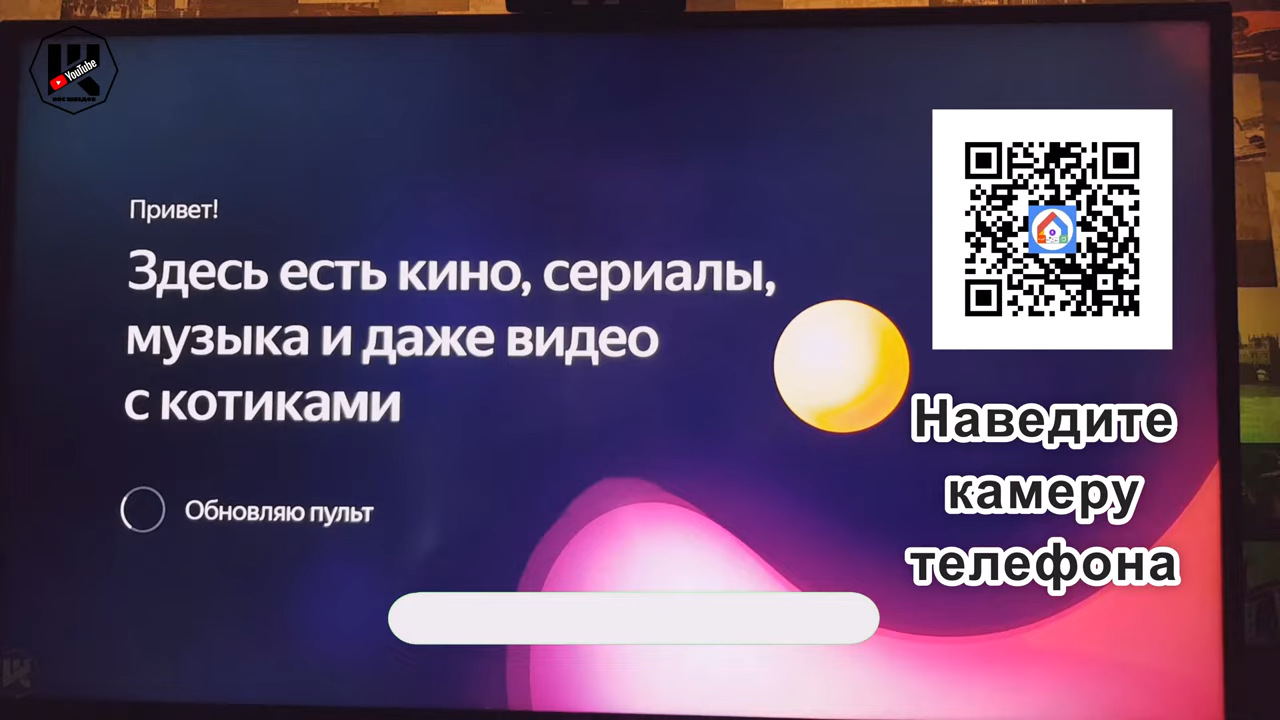 YouTube
Привет!
Здесь есть кино, сериалы,
музыка и даже видео
с котиками
Обновляю пульт
Наведите
камеру
телефона